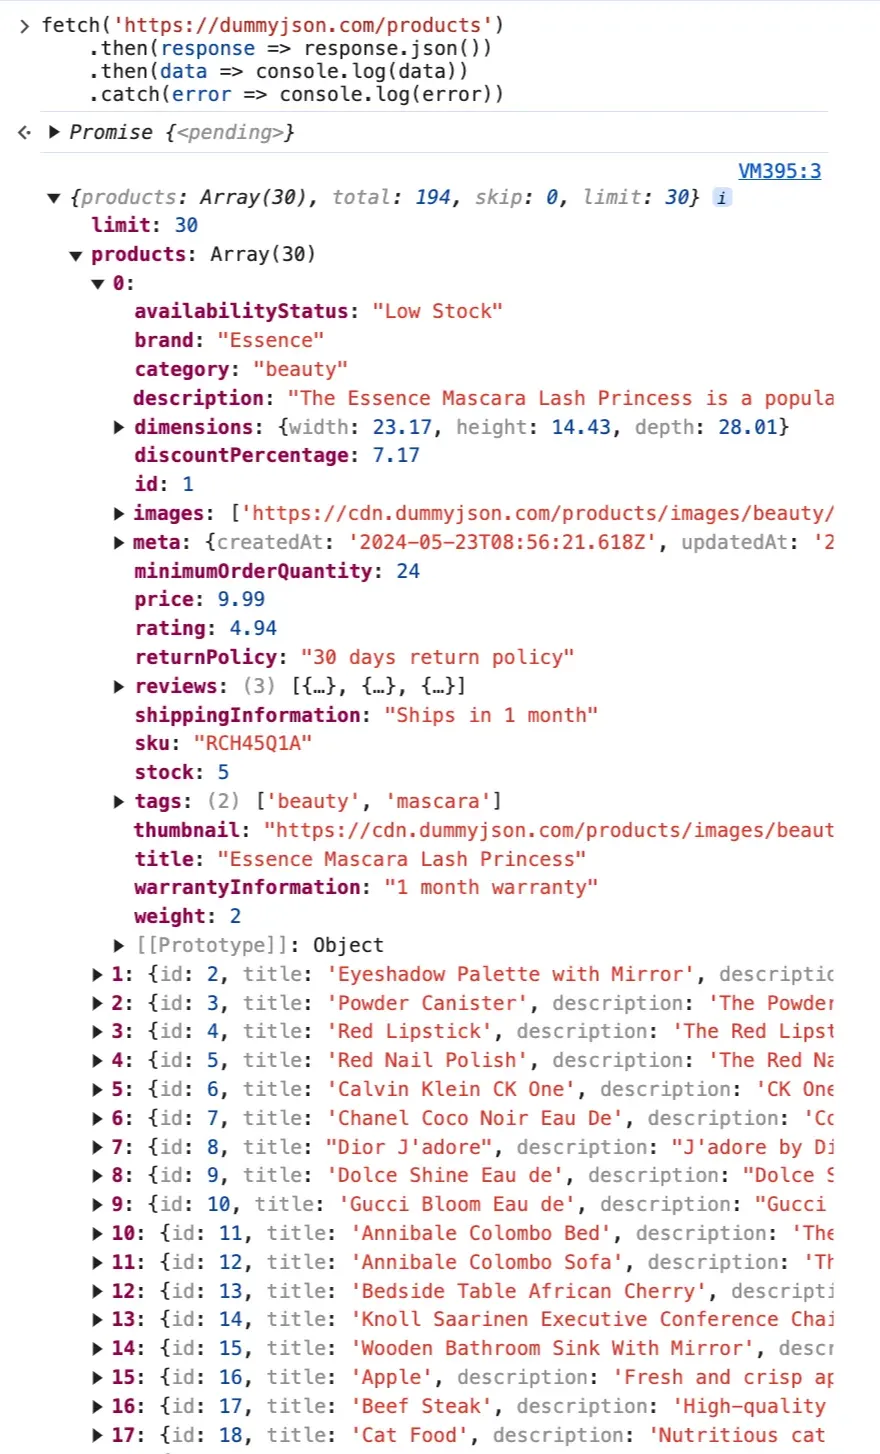 fetch('https://dummyjson.com/products')
.then(response => response.json())
.then(data => console.log(data))
.catch(error => console.log(error))
Promise {<pending>}
VM395:3
{products: Array(30), total: 194, skip: 0, limit: 30} i
limit: 30
products: Array(30)
0:
availabilityStatus: "Low Stock"
brand: "Essence"
category: "beauty"
description: "The Essence Mascara Lash Princess is a popula
dimensions: {width: 23.17, height: 14.43, depth: 28.01}
discountPercentage: 7.17
id: 1
images: ['https://cdn.dummyjson.com/products/images/beauty/
meta: {createdAt: '2024-05-23T08:56:21.618Z', updatedAt: '2
minimumOrderQuantity: 24
price: 9.99
rating: 4.94
returnPolicy: "30 days return policy"
reviews: (3) [{…}, {…}, {…}]
shippingInformation: "Ships in 1 month"
sku: "RCH45Q1A"
stock: 5
tags: (2) ['beauty', 'mascara']
thumbnail: "https://cdn.dummyjson.com/products/images/beaut
title: "Essence Mascara Lash Princess"
warrantyInformation: "1 month warranty"
weight: 2
[[Prototype]]: Object
1: {id: 2, title: 'Eyeshadow Palette with Mirror', descriptio
2: {id: 3, title: 'Powder Canister', description: 'The Powder
3: {id: 4, title: 'Red Lipstick', description: 'The Red Lipst
4: {id: 5, title: 'Red Nail Polish', description: 'The Red Na
5: {id: 6, title: 'Calvin Klein CK One', description: 'CK One
6: {id: 7, title: 'Chanel Coco Noir Eau De', description: 'Co
7: {id: 8, title: "Dior J'adore", description: "J'adore by Di
8: {id: 9, title: 'Dolce Shine Eau de', description: "Dolce S
9: {id: 10, title: 'Gucci Bloom Eau de', description: "Gucci
10: {id: 11, title: 'Annibale Colombo Bed', description: 'The
11: {id: 12, title: 'Annibale Colombo Sofa', description: 'Th
12: {id: 13, title: 'Bedside Table African Cherry', descripti
13: {id: 14, title: 'Knoll Saarinen Executive Conference Chai
14: {id: 15, title: 'Wooden Bathroom Sink With Mirror', descr
15: {id: 16, title: 'Apple', description: 'Fresh and crisp ap
16: {id: 17, title: 'Beef Steak', description: 'High-quality
17: {id: 18, title: 'Cat Food', description: 'Nutritious cat